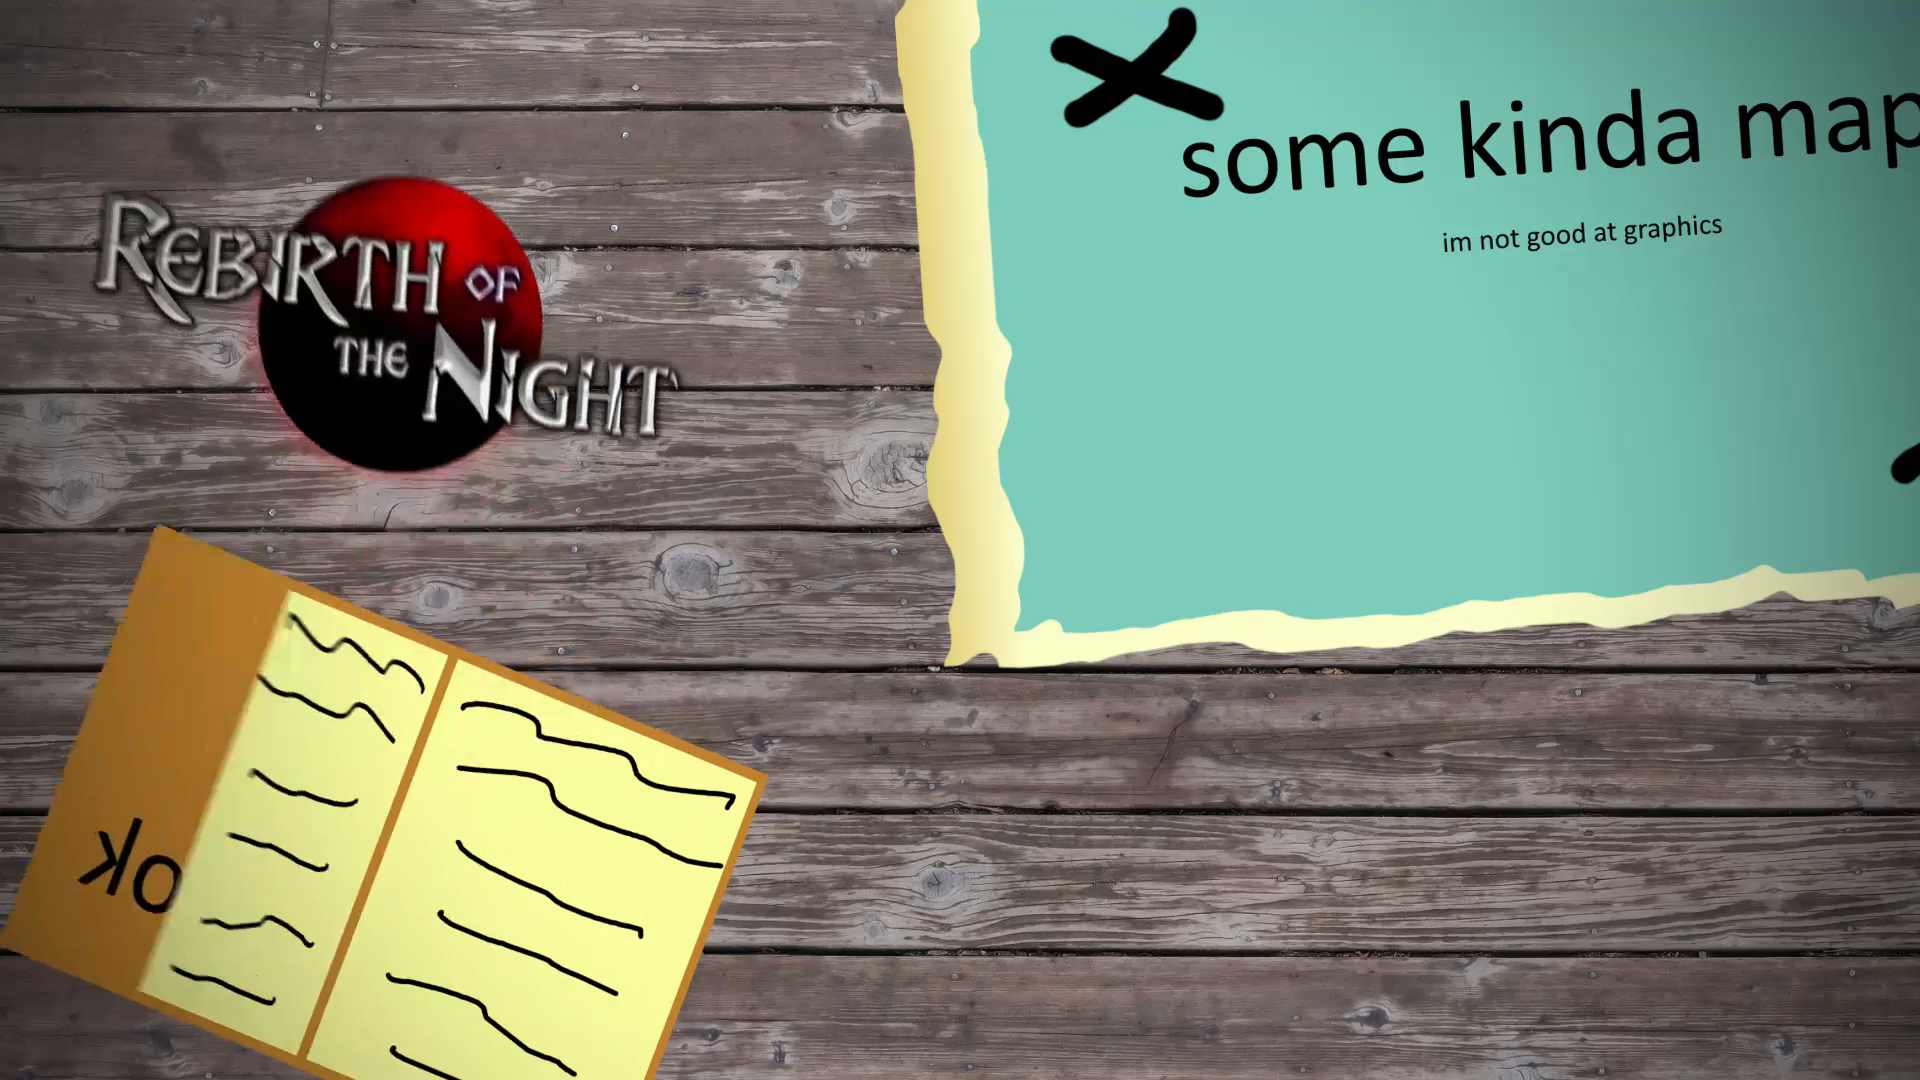 some kinda map
im not good at graphics
REBIRTH OF
THE NIGHT
ok